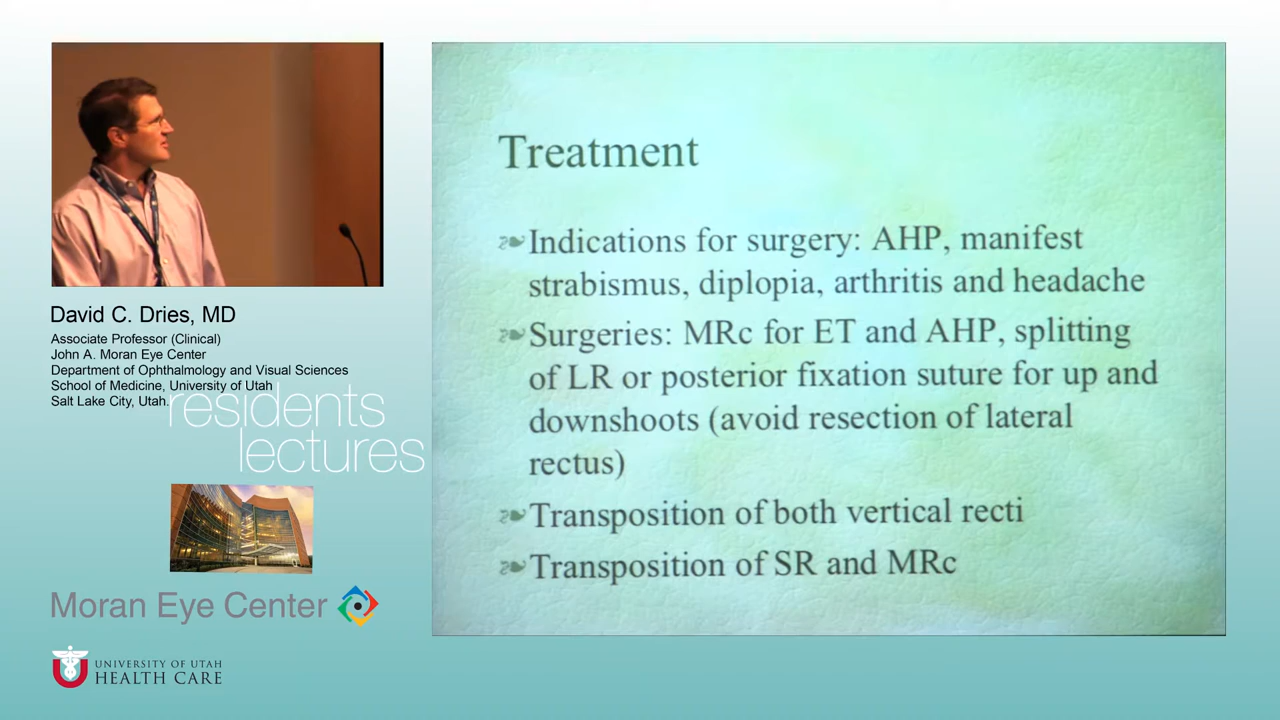 David C. Dries, MD
Associate Professor (Clinical)
John A. Moran Eye Center
Department of Ophthalmology and Visual Sciences
School of Medicine, University of Utah
Salt Lake City, Utah.
residents
lectures
Moran Eye Center
UNIVERSITY OF UTAH
HEALTH CARE
Treatment
Indications for surgery: AHP, manifest
strabismus, diplopia, arthritis and headache
Surgeries: MRc for ET and AHP, splitting
of LR or posterior fixation suture for up and
downshoots (avoid resection of lateral
rectus)
Transposition of both vertical recti
Transposition of SR and MRc